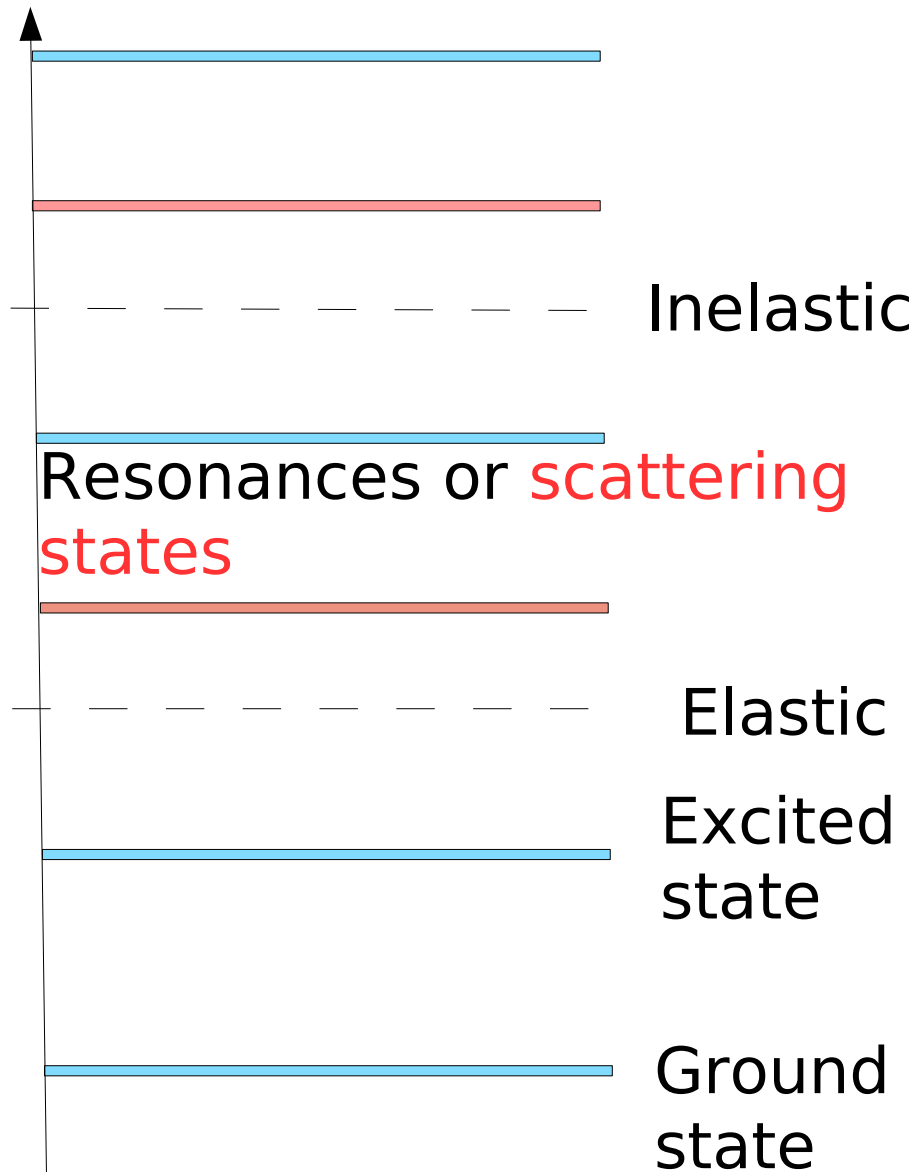 Inelastic
Resonances or scattering
states
Elastic
Excited
state
Ground
state